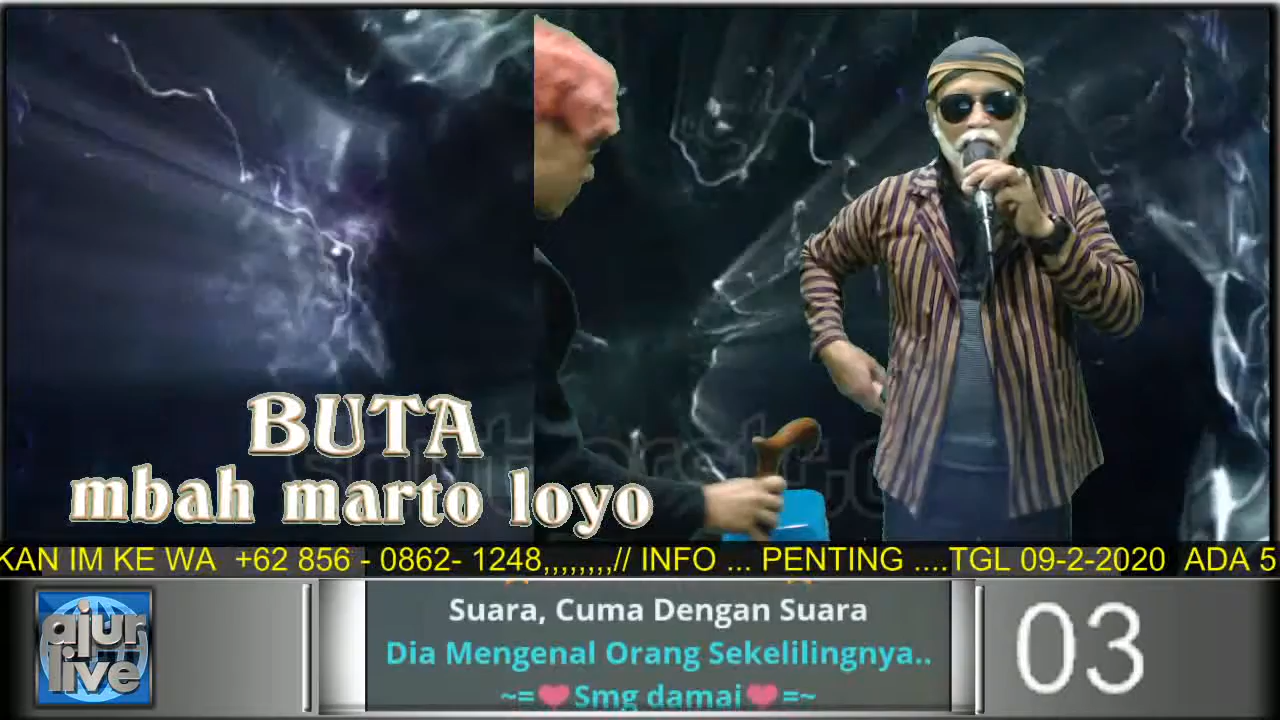 BUTA
mbah marto loyo
KAN IM KE WA +62 856 - 0862- 1248,,,,,,,,// INFO ... PENTING ....TGL 09-2-2020 ADA 5
ajur
live
Suara, Cuma Dengan Suara
Dia Mengenal Orang Sekelilingnya..
~=❤Smg damai❤=~
03